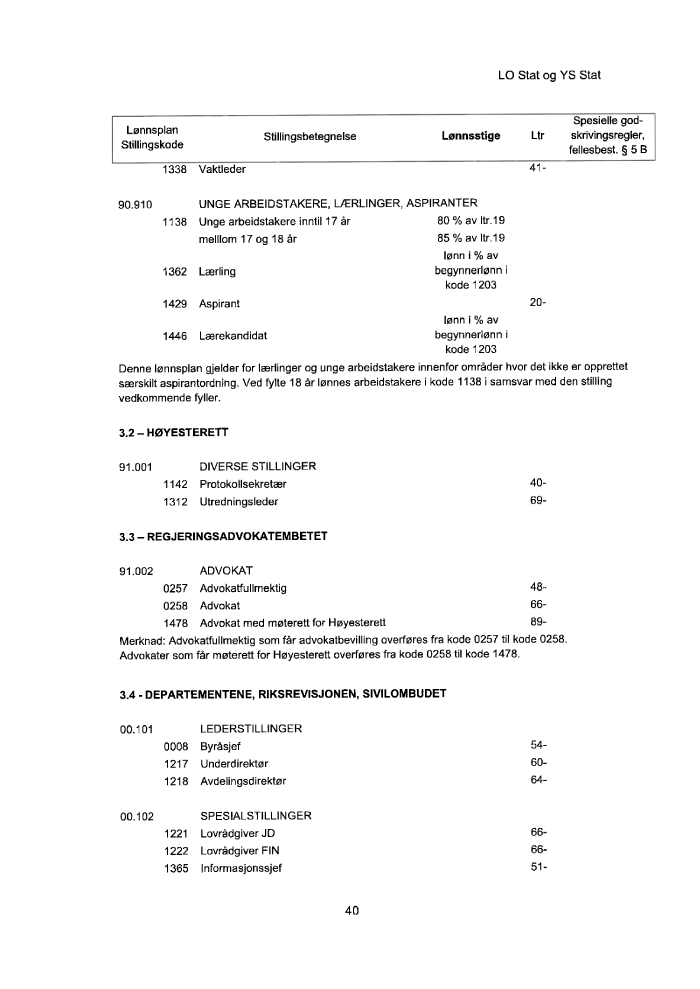 LO Stat og YS Stat
Lønnsplan Stillingskode Stillingsbetegnelse Lønnsstige Ltr Spesielle god-skrivingsregler, fellesbest. § 5 B
1338 Vaktleder 41-
90.910 UNGE ARBEIDSTAKERE, LÆRLINGER, ASPIRANTER
1138 Unge arbeidstakere inntil 17 år 80 % av ltr.19
melllom 17 og 18 år 85 % av ltr.19
lønn i % av
1362 Lærling begynnerlønn i
kode 1203
1429 Aspirant 20-
lønn i % av
1446 Lærekandidat begynnerlønn i
kode 1203
Denne lønnsplan gjelder for lærlinger og unge arbeidstakere innenfor områder hvor det ikke er opprettet
særskilt aspirantordning. Ved fylte 18 år lønnes arbeidstakere i kode 1138 i samsvar med den stilling
vedkommende fyller.
3.2 – HØYESTERETT
91.001 DIVERSE STILLINGER
1142 Protokollsekretær 40-
1312 Utredningsleder 69-
3.3 – REGJERINGSADVOKATEMBETET
91.002 ADVOKAT
0257 Advokatfullmektig 48-
0258 Advokat 66-
1478 Advokat med møterett for Høyesterett 89-
Merknad: Advokatfullmektig som får advokatbevilling overføres fra kode 0257 til kode 0258.
Advokater som får møterett for Høyesterett overføres fra kode 0258 til kode 1478.
3.4 - DEPARTEMENTENE, RIKSREVISJONEN, SIVILOMBUDET
00.101 LEDERSTILLINGER
0008 Byråsjef 54-
1217 Underdirektør 60-
1218 Avdelingsdirektør 64-
00.102 SPESIALSTILLINGER
1221 Lovrådgiver JD 66-
1222 Lovrådgiver FIN 66-
1365 Informasjonssjef 51-
40